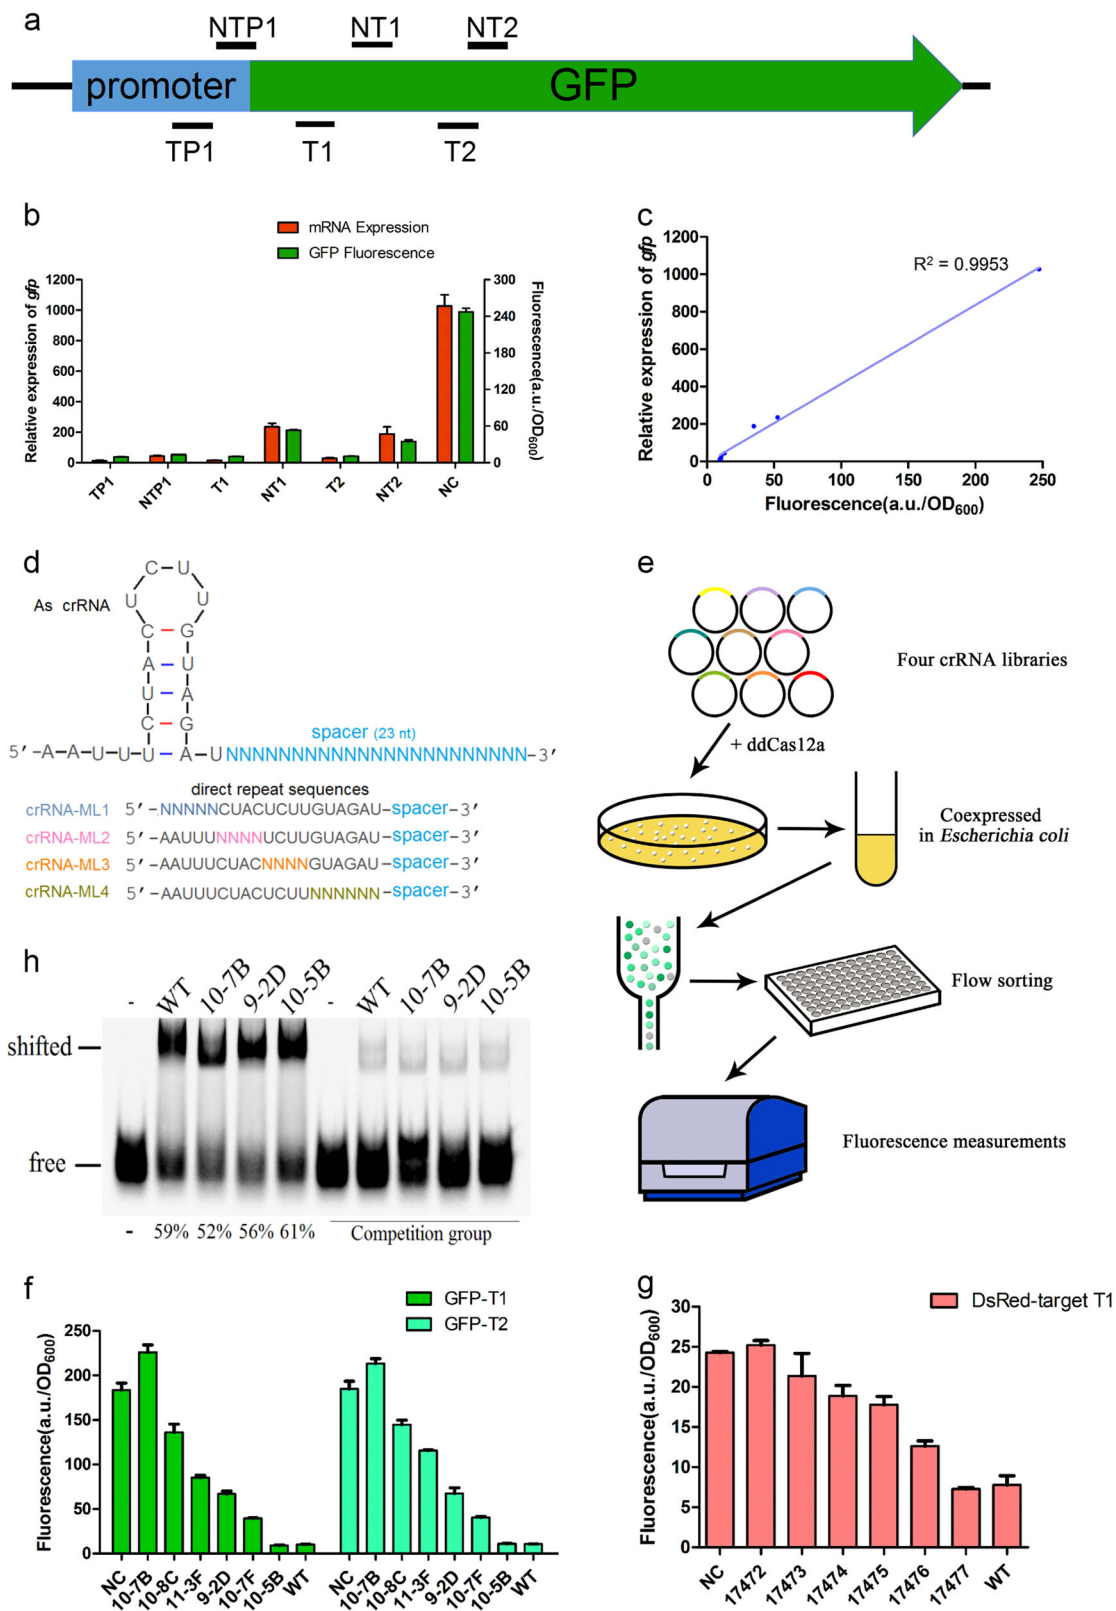 a
NTP1 NT1 NT2
promoter GFP
TP1 T1 T2
b
mRNA Expression
GFP Fluorescence
Relative expression of gfp
1200
1000
800
600
400
200
0
300
240
180
120
60
0
Fluorescence(a.u./OD600)
TP1 NTP1 T1 NT1 T2 NT2 NC
c
Relative expression of gfp
1200
1000
800
600
400
200
0
R² = 0.9953
0 50 100 150 200 250
Fluorescence(a.u./OD600)
d
As crRNA
C U
U U
C G
A U
U A
C G
5′ -A-A-U-U-U-U A-U NNNNNNNNNNNNNNNNNNNNNNN-3′
spacer (23 nt)
direct repeat sequences
crRNA-ML1 5′ -NNNNNCUACUCUUGUAGAU-spacer-3′
crRNA-ML2 5′ -AAUUUNNNNUCUUGUAGAU-spacer-3′
crRNA-ML3 5′ -AAUUUCUACNNNNGUAGAU-spacer-3′
crRNA-ML4 5′ -AAUUUCUACUCUUNNNNNN-spacer-3′
e
Four crRNA libraries
+ ddCas12a
Coexpressed
in Escherichia coli
Flow sorting
Fluorescence measurements
h
- WT 10-7B 9-2D 10-5B - WT 10-7B 9-2D 10-5B
shifted
free
- 59% 52% 56% 61% Competition group
f
GFP-T1
GFP-T2
Fluorescence(a.u./OD600)
250
200
150
100
50
0
NC 10-7B 10-8C 11-3F 9-2D 10-7F 10-5B WT NC 10-7B 10-8C 11-3F 9-2D 10-7F 10-5B WT
g
DsRed-target T1
Fluorescence(a.u./OD600)
30
25
20
15
10
5
0
NC 17472 17473 17474 17475 17476 17477 WT